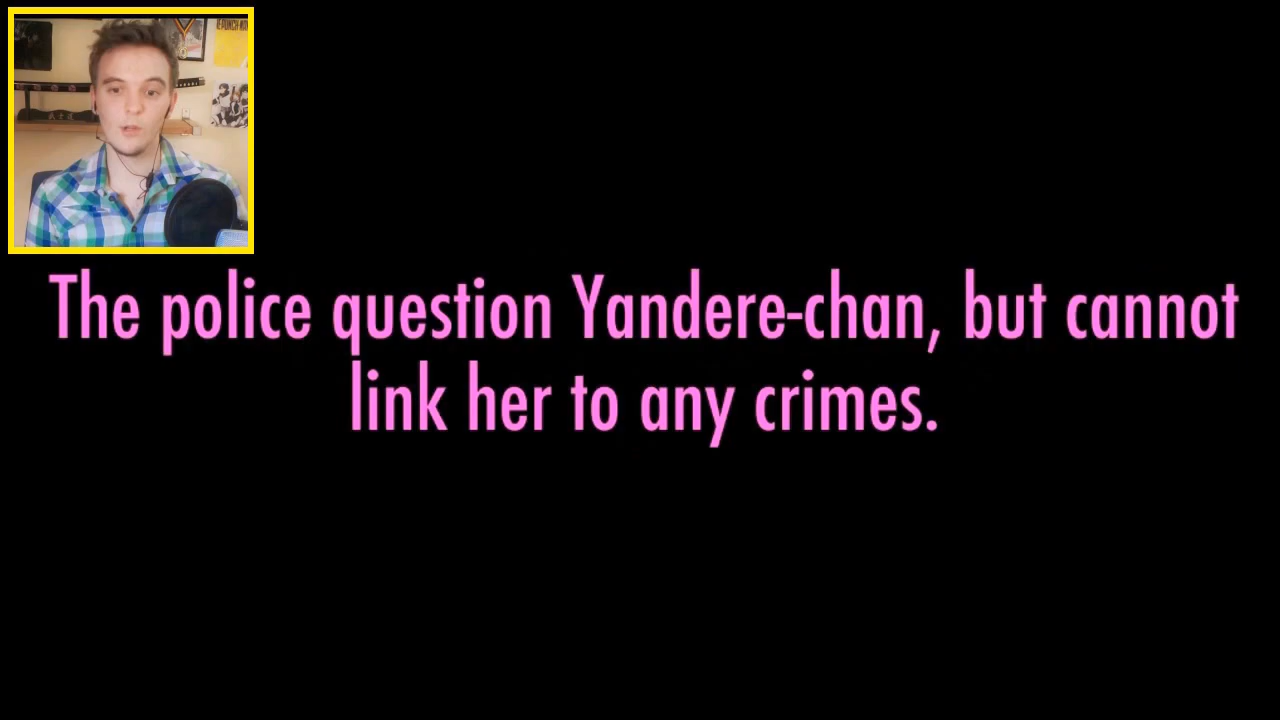 The police question Yandere-chan, but cannot
link her to any crimes.